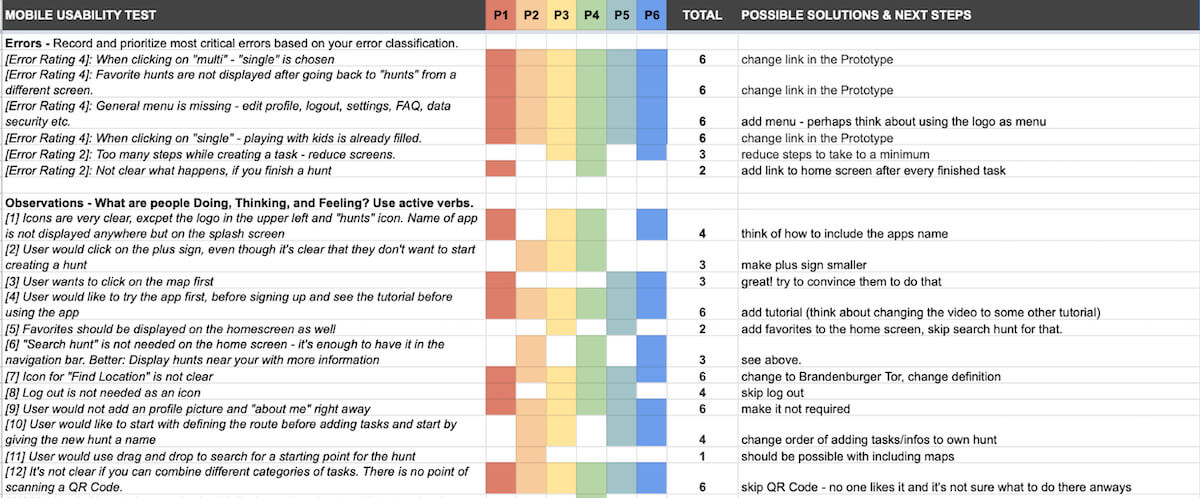 MOBILE USABILITY TEST P1 P2 P3 P4 P5 P6 TOTAL POSSIBLE SOLUTIONS & NEXT STEPS
Errors - Record and prioritize most critical errors based on your error classification.
[Error Rating 4]: When clicking on "multi" - "single" is chosen 6 change link in the Prototype
[Error Rating 4]: Favorite hunts are not displayed after going back to "hunts" from a
different screen. 6 change link in the Prototype
[Error Rating 4]: General menu is missing - edit profile, logout, settings, FAQ, data
security etc. 6 add menu - perhaps think about using the logo as menu
[Error Rating 4]: When clicking on "single" - playing with kids is already filled. 6 change link in the Prototype
[Error Rating 2]: Too many steps while creating a task - reduce screens. 3 reduce steps to take to a minimum
[Error Rating 2]: Not clear what happens, if you finish a hunt 2 add link to home screen after every finished task
Observations - What are people Doing, Thinking, and Feeling? Use active verbs.
[1] Icons are very clear, excpet the logo in the upper left and "hunts" icon. Name of app
is not displayed anywhere but on the splash screen 4 think of how to include the apps name
[2] User would click on the plus sign, even though it's clear that they don't want to start
creating a hunt 3 make plus sign smaller
[3] User wants to click on the map first 3 great! try to convince them to do that
[4] User would like to try the app first, before signing up and see the tutorial before
using the app 6 add tutorial (think about changing the video to some other tutorial)
[5] Favorites should be displayed on the homescreen as well 2 add favorites to the home screen, skip search hunt for that.
[6] "Search hunt" is not needed on the home screen - it's enough to have it in the
navigation bar. Better: Display hunts near your with more information 3 see above.
[7] Icon for "Find Location" is not clear 6 change to Brandenburger Tor, change definition
[8] Log out is not needed as an icon 4 skip log out
[9] User would not add an profile picture and "about me" right away 6 make it not required
[10] User would like to start with defining the route before adding tasks and start by
giving the new hunt a name 4 change order of adding tasks/infos to own hunt
[11] User would use drag and drop to search for a starting point for the hunt 1 should be possible with including maps
[12] It's not clear if you can combine different categories of tasks. There is no point of
scanning a QR Code. 6 skip QR Code - no one likes it and it's not sure what to do there anways